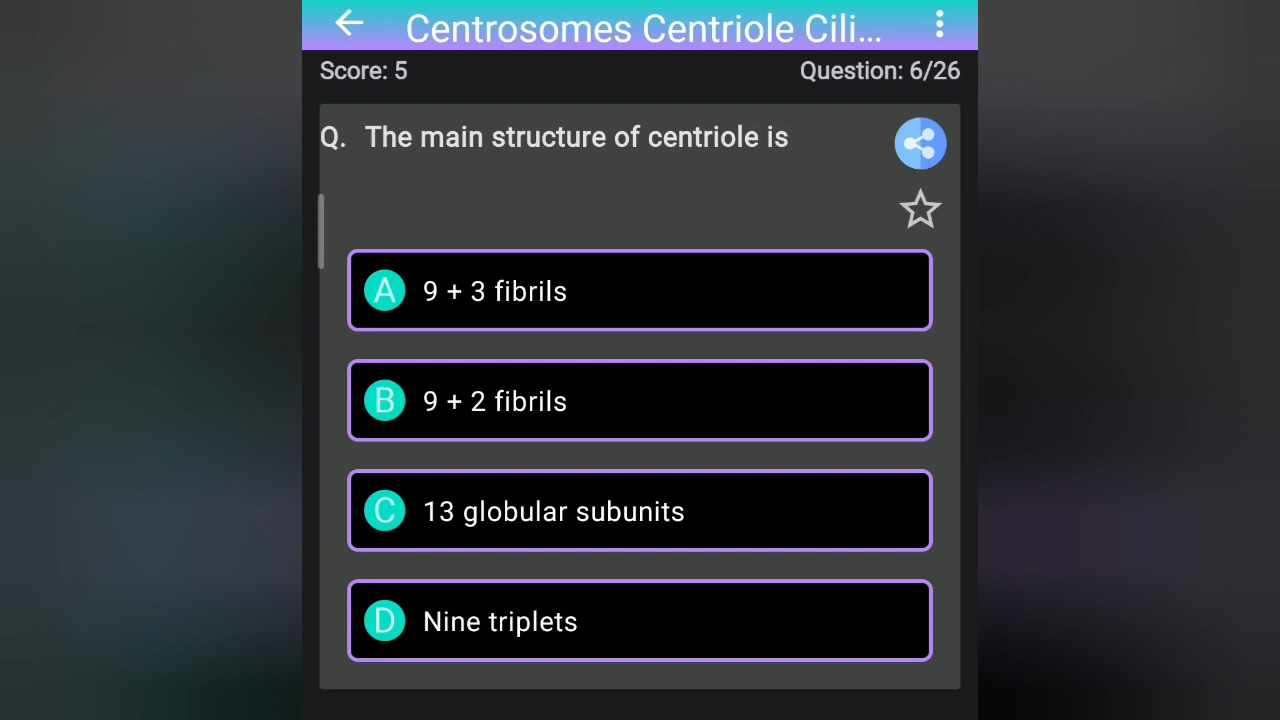 Centrosomes Centriole Cili...
Score: 5 Question: 6/26
Q. The main structure of centriole is
A 9 + 3 fibrils
B 9 + 2 fibrils
C 13 globular subunits
D Nine triplets